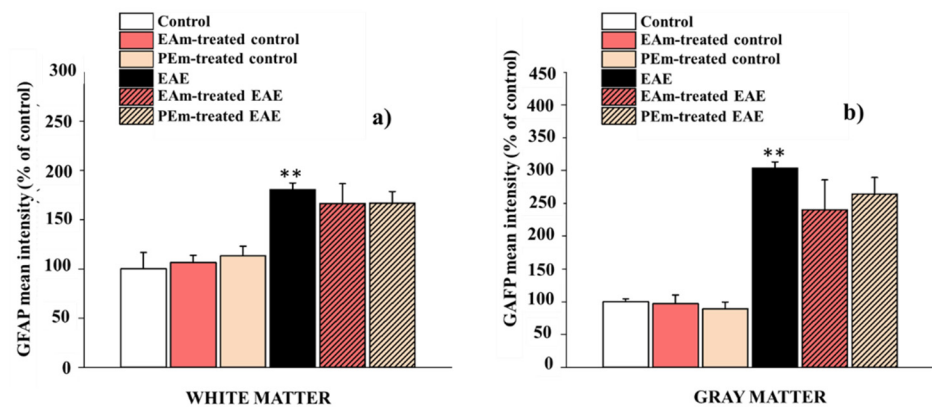 Control
EAm-treated control
PEm-treated control
EAE
EAm-treated EAE
PEm-treated EAE
a)
GFAP mean intensity (% of control)
300
250
200
150
100
50
0
**
WHITE MATTER
Control
EAm-treated control
PEm-treated control
EAE
EAm-treated EAE
PEm-treated EAE
b)
GAFP mean intensity (% of control)
450
400
350
300
250
200
150
100
50
0
**
GRAY MATTER